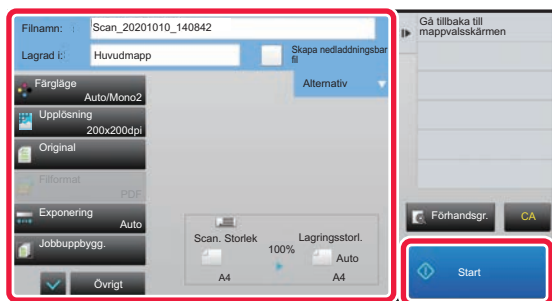 Filnamn: Scan_20201010_140842
Lagrad i: Huvudmapp
Skapa nedladdningsbar
fil
Alternativ
Färgläge
Auto/Mono2
Upplösning
200x200dpi
Original
Filformat
PDF
Exponering
Auto
Jobbuppbygg.
Övrigt
Scan. Storlek
A4
100%
Lagringsstorl.
Auto
A4
Gå tillbaka till
mappvalsskärmen
Förhandsgr.
CA
Start